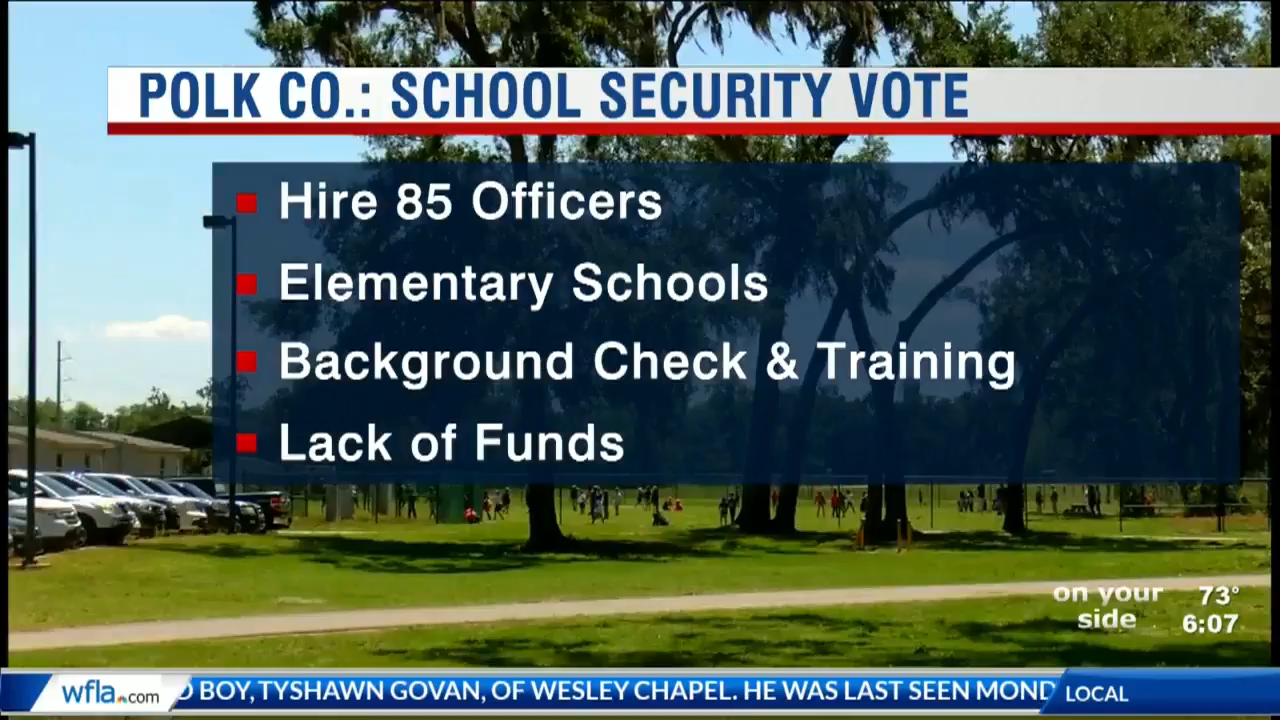 POLK CO.: SCHOOL SECURITY VOTE
Hire 85 Officers
Elementary Schools
Background Check & Training
Lack of Funds
on your 73°
side 6:07
wfla.com BOY, TYSHAWN GOVAN, OF WESLEY CHAPEL. HE WAS LAST SEEN MOND LOCAL